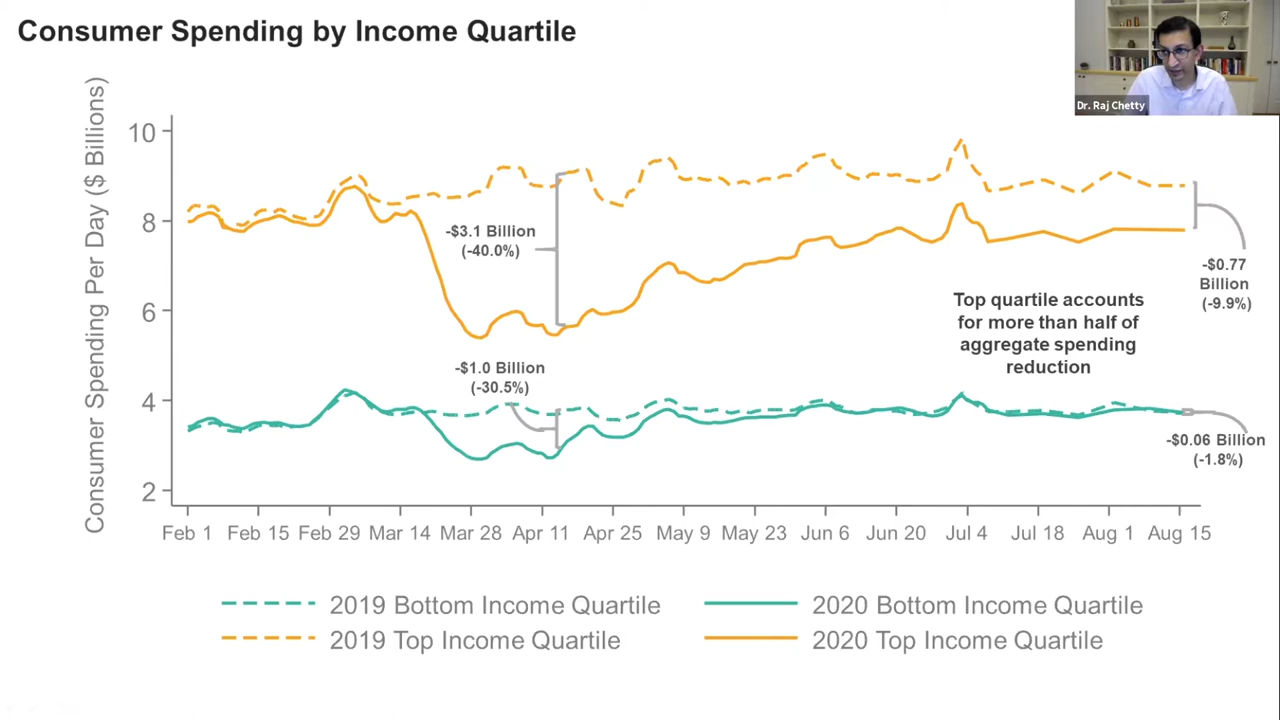 Consumer Spending by Income Quartile
Dr. Raj Chetty
Consumer Spending Per Day ($ Billions)
10
8
6
4
2
-$3.1 Billion
(-40.0%)
-$1.0 Billion
(-30.5%)
Top quartile accounts
for more than half of
aggregate spending
reduction
-$0.77
Billion
(-9.9%)
-$0.06 Billion
(-1.8%)
Feb 1 Feb 15 Feb 29 Mar 14 Mar 28 Apr 11 Apr 25 May 9 May 23 Jun 6 Jun 20 Jul 4 Jul 18 Aug 1 Aug 15
2019 Bottom Income Quartile 2020 Bottom Income Quartile
2019 Top Income Quartile 2020 Top Income Quartile